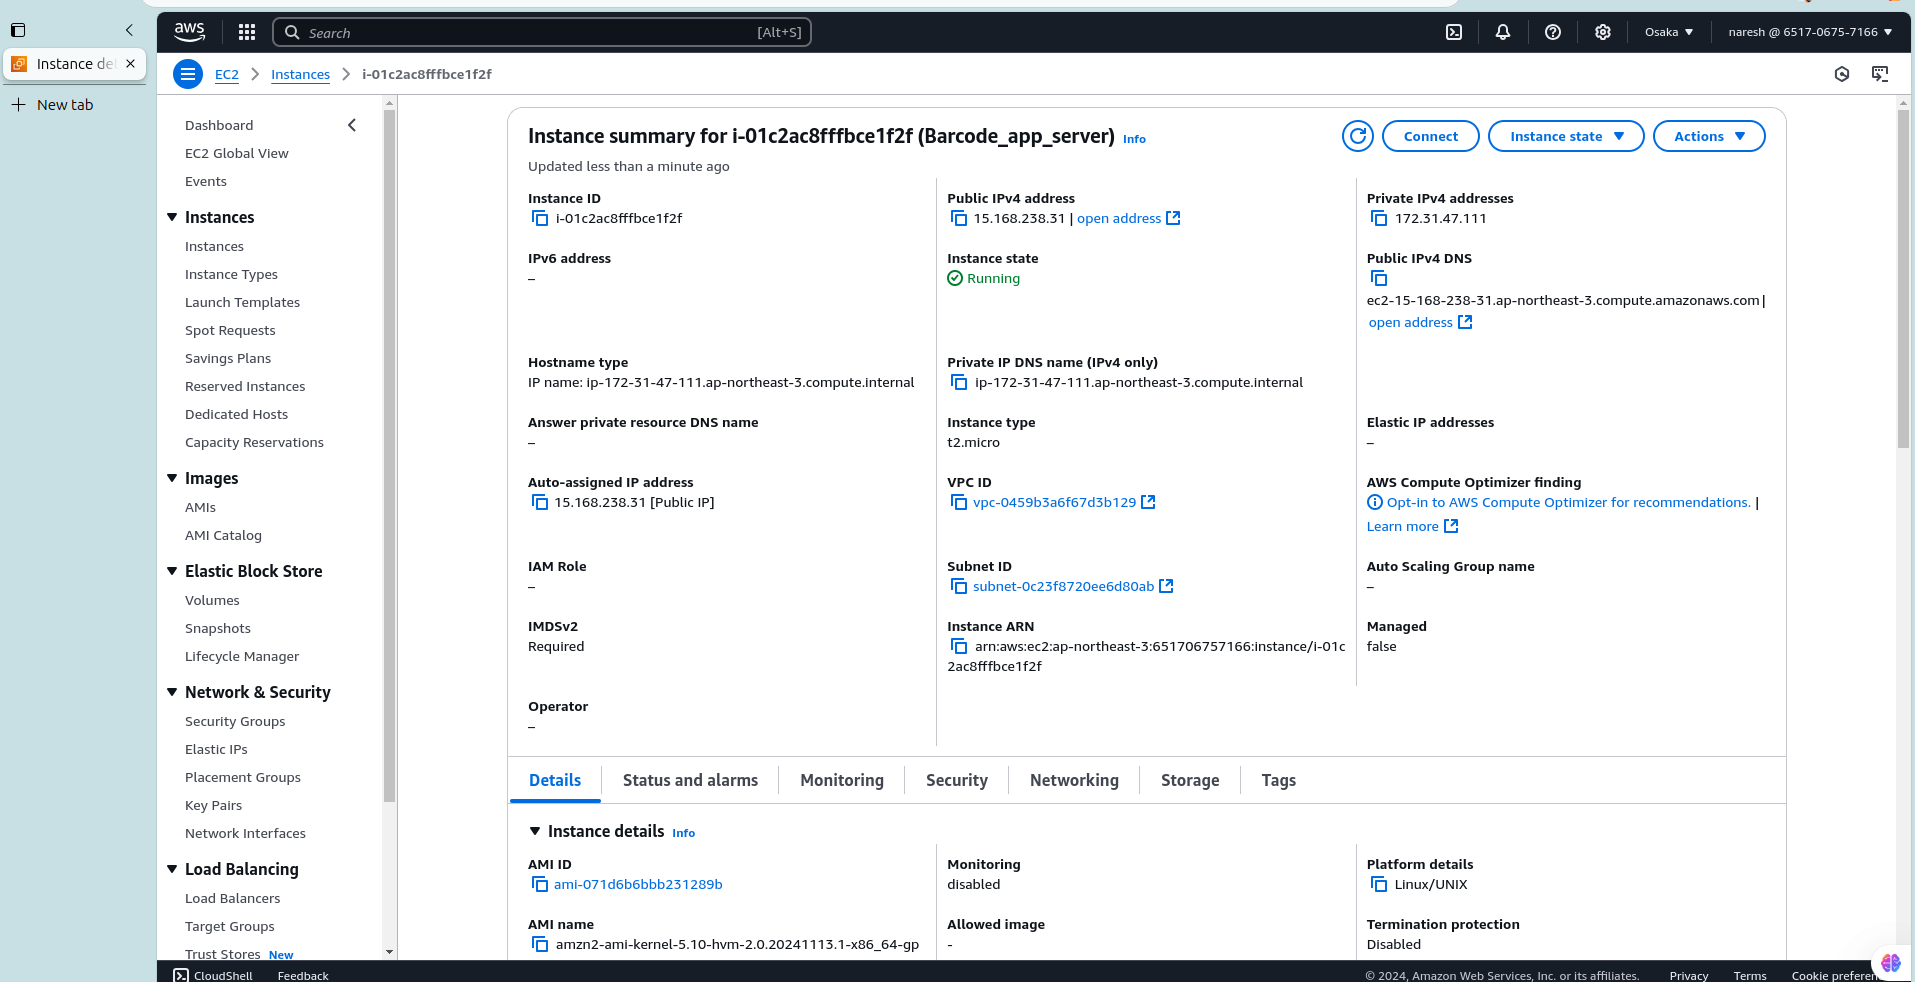 aws
Search
[Alt+S]
Osaka
naresh @ 6517-0675-7166
Instance de
New tab
EC2
Instances
i-01c2ac8fffbce1f2f
Dashboard
EC2 Global View
Events
Instances
Instances
Instance Types
Launch Templates
Spot Requests
Savings Plans
Reserved Instances
Dedicated Hosts
Capacity Reservations
Images
AMIs
AMI Catalog
Elastic Block Store
Volumes
Snapshots
Lifecycle Manager
Network & Security
Security Groups
Elastic IPs
Placement Groups
Key Pairs
Network Interfaces
Load Balancing
Load Balancers
Target Groups
Trust Stores New
Instance summary for i-01c2ac8fffbce1f2f (Barcode_app_server) Info
Connect
Instance state
Actions
Updated less than a minute ago
Instance ID
i-01c2ac8fffbce1f2f
Public IPv4 address
15.168.238.31 | open address
Private IPv4 addresses
172.31.47.111
IPv6 address
–
Instance state
Running
Public IPv4 DNS
ec2-15-168-238-31.ap-northeast-3.compute.amazonaws.com |
open address
Hostname type
IP name: ip-172-31-47-111.ap-northeast-3.compute.internal
Private IP DNS name (IPv4 only)
ip-172-31-47-111.ap-northeast-3.compute.internal
Answer private resource DNS name
–
Instance type
t2.micro
Elastic IP addresses
–
Auto-assigned IP address
15.168.238.31 [Public IP]
VPC ID
vpc-0459b3a6f67d3b129
AWS Compute Optimizer finding
Opt-in to AWS Compute Optimizer for recommendations. |
Learn more
IAM Role
–
Subnet ID
subnet-0c23f8720ee6d80ab
Auto Scaling Group name
–
IMDSv2
Required
Instance ARN
arn:aws:ec2:ap-northeast-3:651706757166:instance/i-01c
2ac8fffbce1f2f
Managed
false
Operator
–
Details
Status and alarms
Monitoring
Security
Networking
Storage
Tags
Instance details Info
AMI ID
ami-071d6b6bbb231289b
Monitoring
disabled
Platform details
Linux/UNIX
AMI name
amzn2-ami-kernel-5.10-hvm-2.0.20241113.1-x86_64-gp
Allowed image
-
Termination protection
Disabled
CloudShell
Feedback
© 2024, Amazon Web Services, Inc. or its affiliates.
Privacy
Terms
Cookie preferen